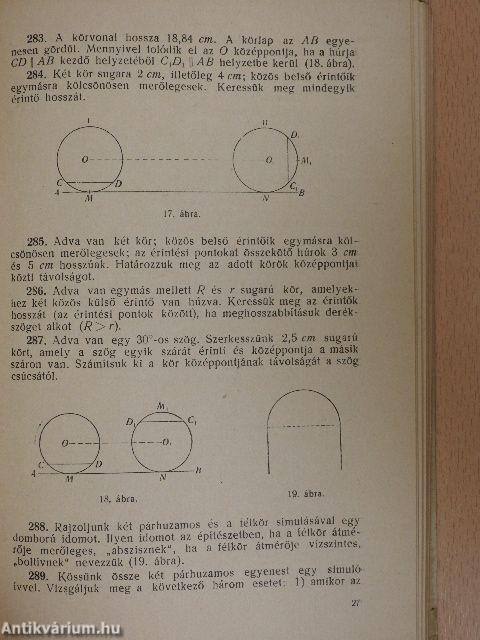 283. A körvonal hossza 18,84 cm. A körlap az AB egye-
nesen gördül. Mennyivel tolódik el az O középpontja, ha a húrja
CD ∥ AB kezdő helyzetéből C₁D₁ ∥ AB helyzetbe kerül (18. ábra).
284. Két kör sugara 2 cm, illetőleg 4 cm; közös belső érintőik
egymásra kölcsönösen merőlegesek. Keressük meg mindegyik
érintő hosszát.
O
C D
A M
O
D₁
M₁
C₁
N B
17. ábra.
285. Adva van két kör; közös belső érintőik egymásra köl-
csönösen merőlegesek; az érintési pontokat összekötő húrok 3 cm
és 5 cm hosszúak. Határozzuk meg az adott körök középpontjai
közti távolságot.
286. Adva van egymás mellett R és r sugarú kör, amelyek-
hez két közös külső érintő van húzva. Keressük meg az érintők
hosszát (az érintési pontok között), ha meghosszabbításuk derék-
szöget alkot (R > r).
287. Adva van egy 30°-os szög. Szerkesszünk 2,5 cm sugarú
kört, amely a szög egyik szárát érinti és középpontja a másik
száron van. Számítsuk ki a kör középpontjának távolságát a szög
csúcsától.
M₁
D₁ C₁
O O₁
C D
A M N B
18. ábra.
19. ábra.
288. Rajzoljunk két párhuzamos és a félkör simulásával egy
domború idomot. Ilyen idomot az építészetben, ha a félkör átmé-
rője merőleges, „abszisznek“, ha a félkör átmérője vízszintes,
„boltívnek“ nevezzük (19. ábra).
289. Kössünk össze két párhuzamos egyenest egy simuló
ívvel. Vizsgáljuk meg a következő három esetet: 1) amikor az
27
Antikvárium.hu